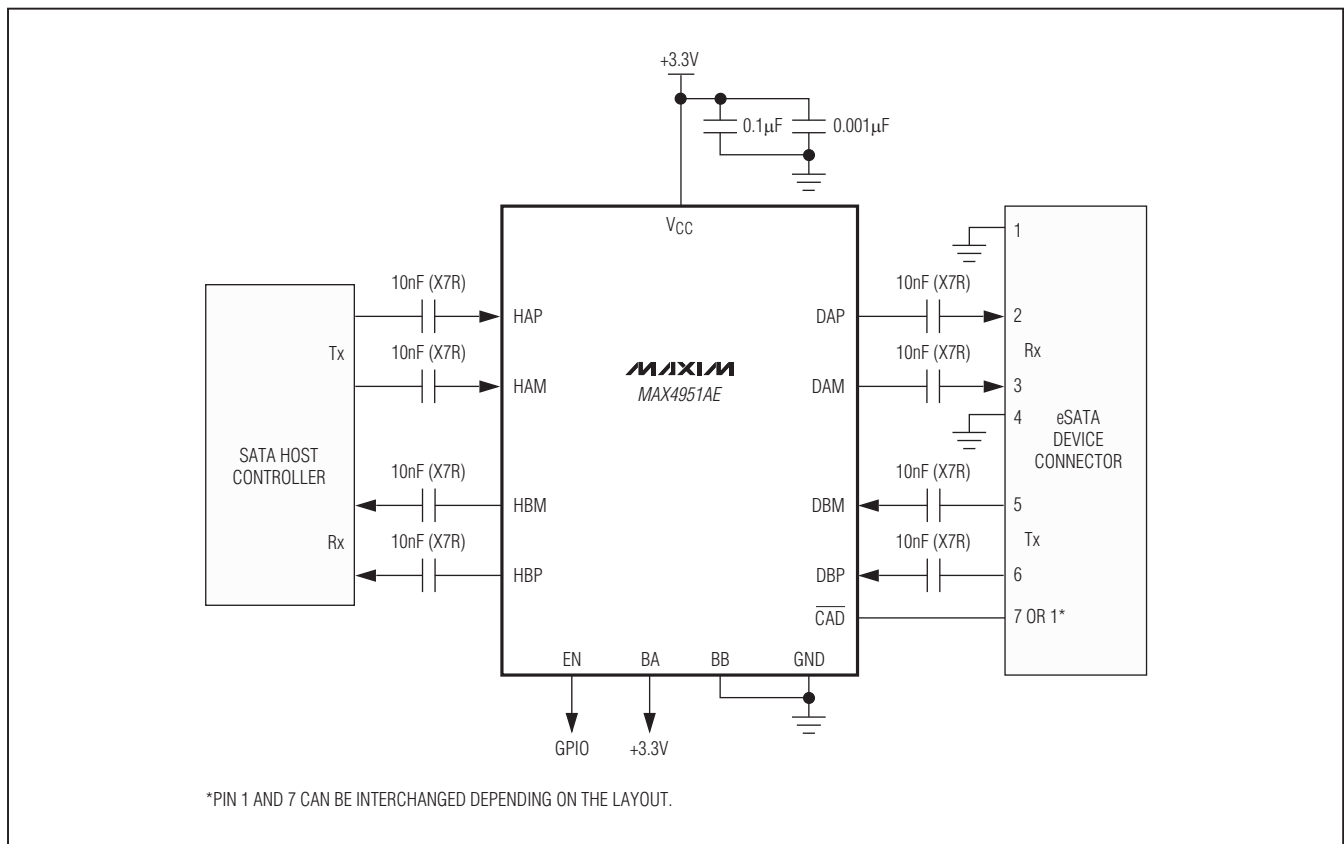 +3.3V
0.1µF
0.001µF
VCC
1
10nF (X7R)
10nF (X7R)
HAP
DAP
2
Tx
10nF (X7R)
MAXIM
10nF (X7R)
Rx
HAM
MAX4951AE
DAM
3
4
SATA HOST
CONTROLLER
eSATA
DEVICE
CONNECTOR
10nF (X7R)
10nF (X7R)
HBM
DBM
5
Rx
10nF (X7R)
10nF (X7R)
Tx
HBP
DBP
6
C̅A̅D̅
7 OR 1*
EN
BA
BB
GND
GPIO
+3.3V
*PIN 1 AND 7 CAN BE INTERCHANGED DEPENDING ON THE LAYOUT.